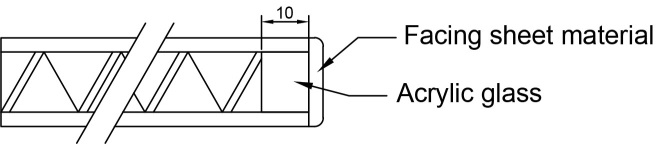 10
Facing sheet material
Acrylic glass